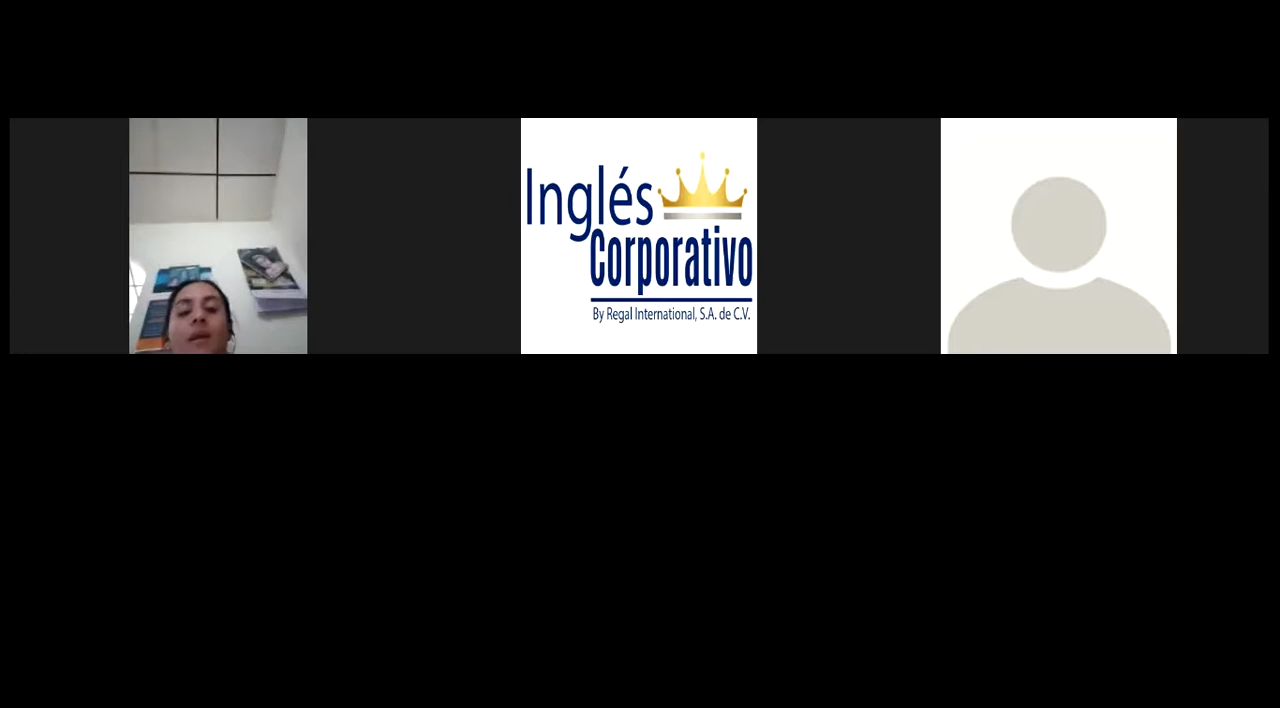 Inglés
Corporativo
By Regal International, S.A. de C.V.